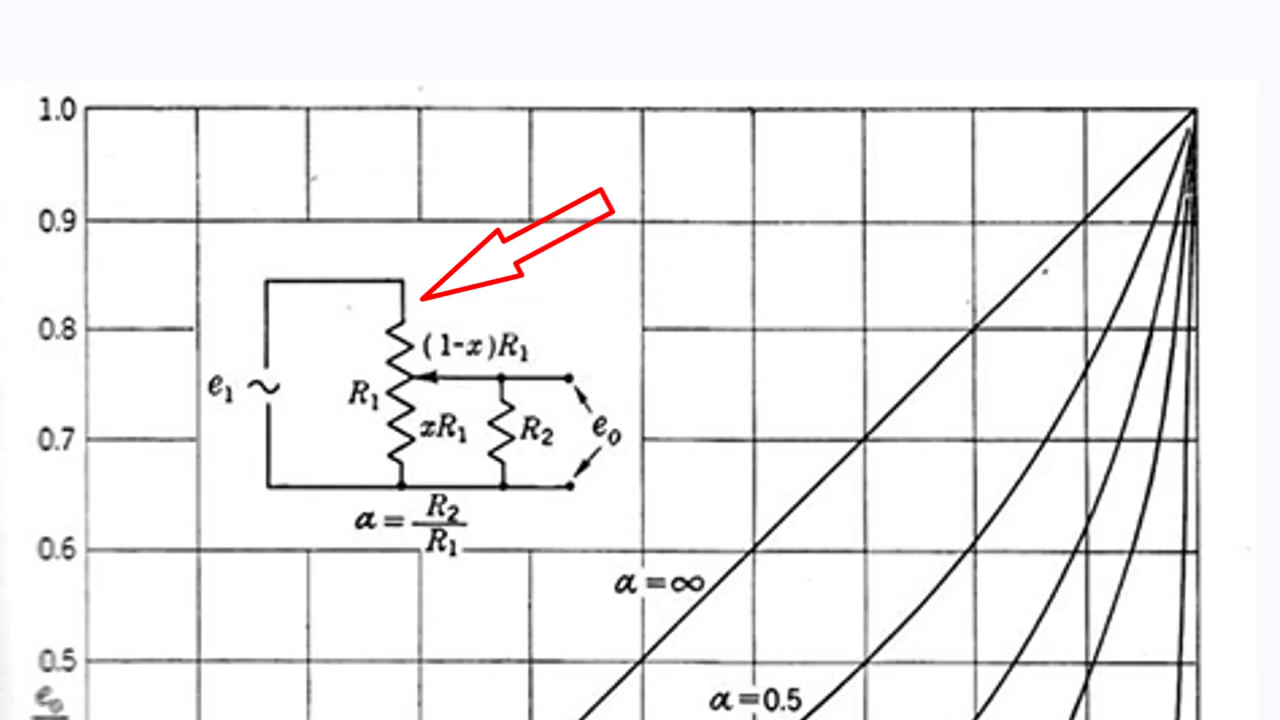 1.0
0.9
0.8
0.7
0.6
0.5
e₀
(1-x)R₁
e₁ ~
R₁
xR₁
R₂
e₀
α = R₂/R₁
α = ∞
α = 0.5